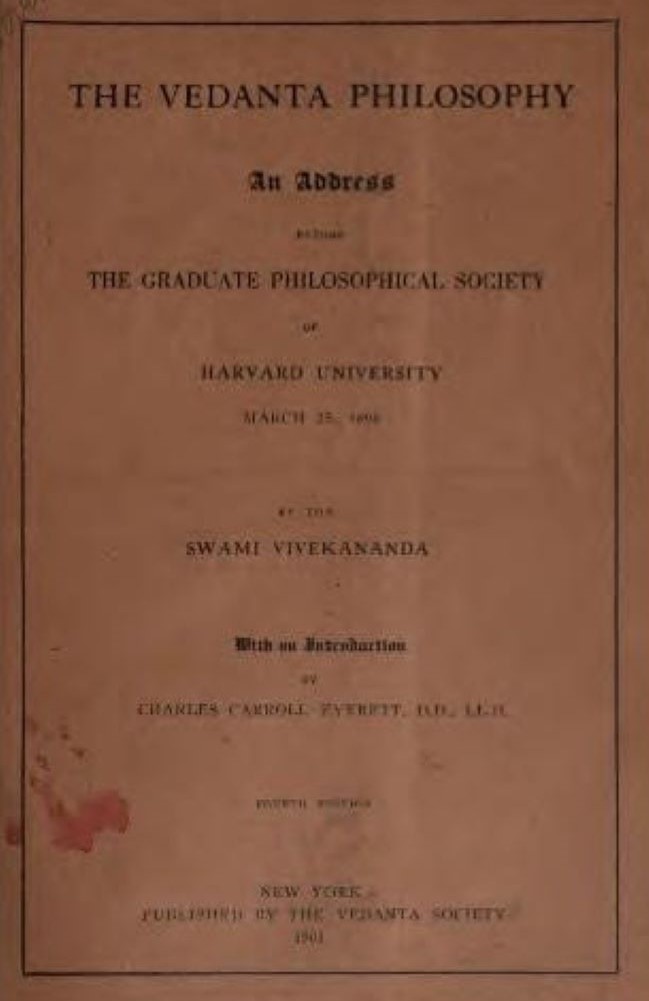 THE VEDANTA PHILOSOPHY
An Address
BEFORE
THE GRADUATE PHILOSOPHICAL SOCIETY
OF
HARVARD UNIVERSITY
MARCH 25, 1896
BY THE
SWAMI VIVEKANANDA
With an Introduction
BY
CHARLES CARROLL EVERETT, D.D., LL.D.
FOURTH EDITION
NEW YORK
PUBLISHED BY THE VEDANTA SOCIETY
1901